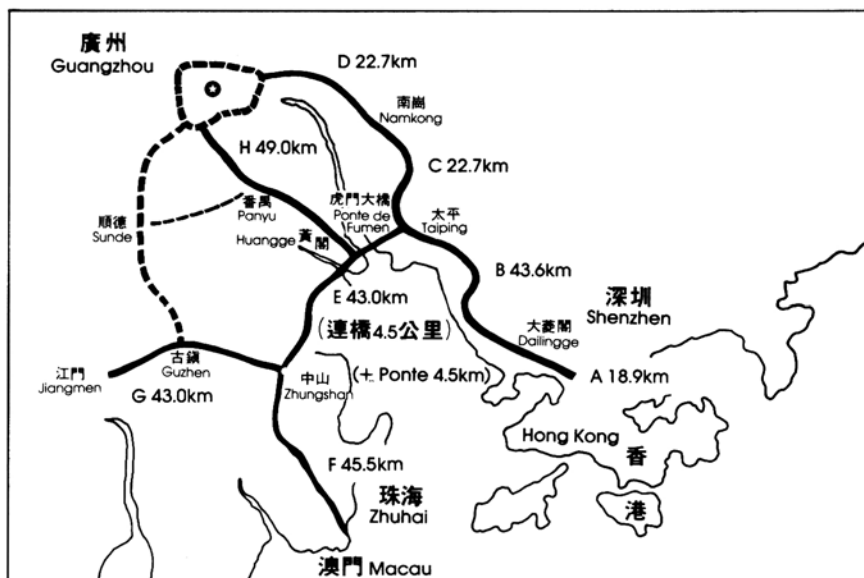 廣州
Guangzhou
D 22.7km
南崗
Namkong
H 49.0km
C 22.7km
虎門大橋
Ponte de
Fumen
太平
Taiping
番禺
Panyu
順德
Sunde
Huangge 黃閣
B 43.6km
E 43.0km
深圳
Shenzhen
(連橋4.5公里)
大菱閣
Dailingge
古鎮
Guzhen
江門
Jiangmen
中山
Zhungshan
(+ Ponte 4.5km)
A 18.9km
G 43.0km
Hong Kong
香
港
F 45.5km
珠海
Zhuhai
澳門 Macau